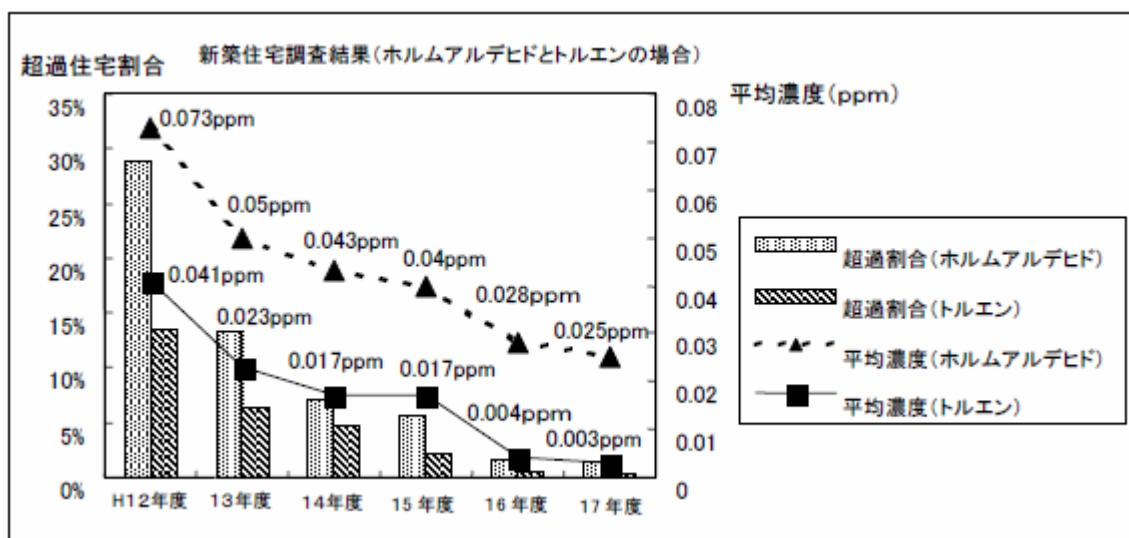 新築住宅調査結果(ホルムアルデヒドとトルエンの場合)
超過住宅割合
平均濃度(ppm)
35%
30%
25%
20%
15%
10%
5%
0%
0.073ppm
0.05ppm
0.043ppm
0.04ppm
0.028ppm
0.025ppm
0.041ppm
0.023ppm
0.017ppm
0.017ppm
0.004ppm
0.003ppm
0.08
0.07
0.06
0.05
0.04
0.03
0.02
0.01
0
H12年度
13年度
14年度
15年度
16年度
17年度
超過割合(ホルムアルデヒド)
超過割合(トルエン)
平均濃度(ホルムアルデヒド)
平均濃度(トルエン)